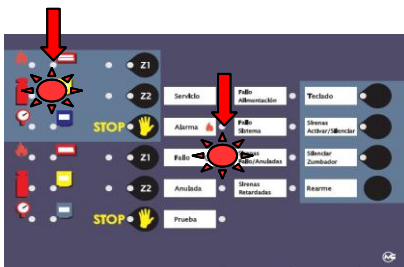 Z1
Z2
Servicio
Fallo
Alimentación
Teclado
STOP
Alarma
Fallo
Sistema
Sirenas
Activar/Silenciar
Z1
Fallo
Fallo/Anuladas
Silenciar
Zumbador
Z2
Anulada
Sirenas
Retardadas
Rearme
STOP
Prueba